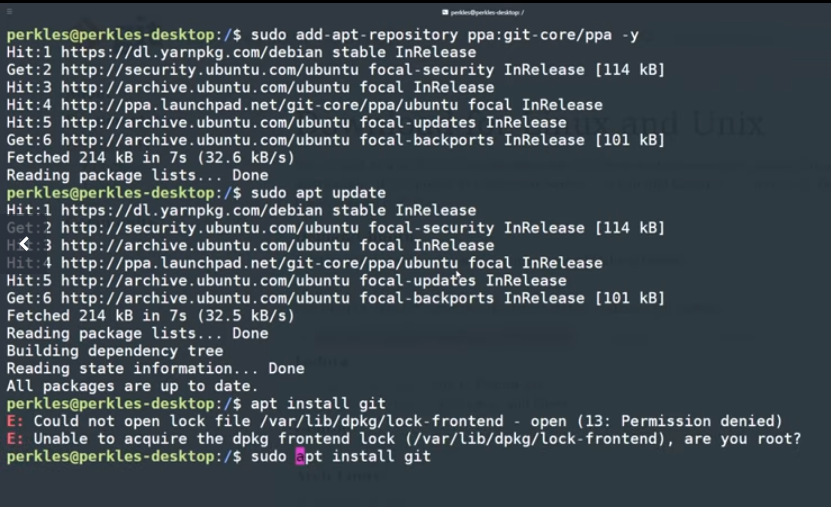 perkles@perkles-desktop: /
perkles@perkles-desktop:/$ sudo add-apt-repository ppa:git-core/ppa -y
Hit:1 https://dl.yarnpkg.com/debian stable InRelease
Get:2 http://security.ubuntu.com/ubuntu focal-security InRelease [114 kB]
Hit:3 http://archive.ubuntu.com/ubuntu focal InRelease
Hit:4 http://ppa.launchpad.net/git-core/ppa/ubuntu focal InRelease
Hit:5 http://archive.ubuntu.com/ubuntu focal-updates InRelease
Get:6 http://archive.ubuntu.com/ubuntu focal-backports InRelease [101 kB]
Fetched 214 kB in 7s (32.6 kB/s)
Reading package lists... Done
perkles@perkles-desktop:/$ sudo apt update
Hit:1 https://dl.yarnpkg.com/debian stable InRelease
Get:2 http://security.ubuntu.com/ubuntu focal-security InRelease [114 kB]
Hit:3 http://archive.ubuntu.com/ubuntu focal InRelease
Hit:4 http://ppa.launchpad.net/git-core/ppa/ubuntu focal InRelease
Hit:5 http://archive.ubuntu.com/ubuntu focal-updates InRelease
Get:6 http://archive.ubuntu.com/ubuntu focal-backports InRelease [101 kB]
Fetched 214 kB in 7s (32.5 kB/s)
Reading package lists... Done
Building dependency tree
Reading state information... Done
All packages are up to date.
perkles@perkles-desktop:/$ apt install git
E: Could not open lock file /var/lib/dpkg/lock-frontend - open (13: Permission denied)
E: Unable to acquire the dpkg frontend lock (/var/lib/dpkg/lock-frontend), are you root?
perkles@perkles-desktop:/$ sudo apt install git
and Unix